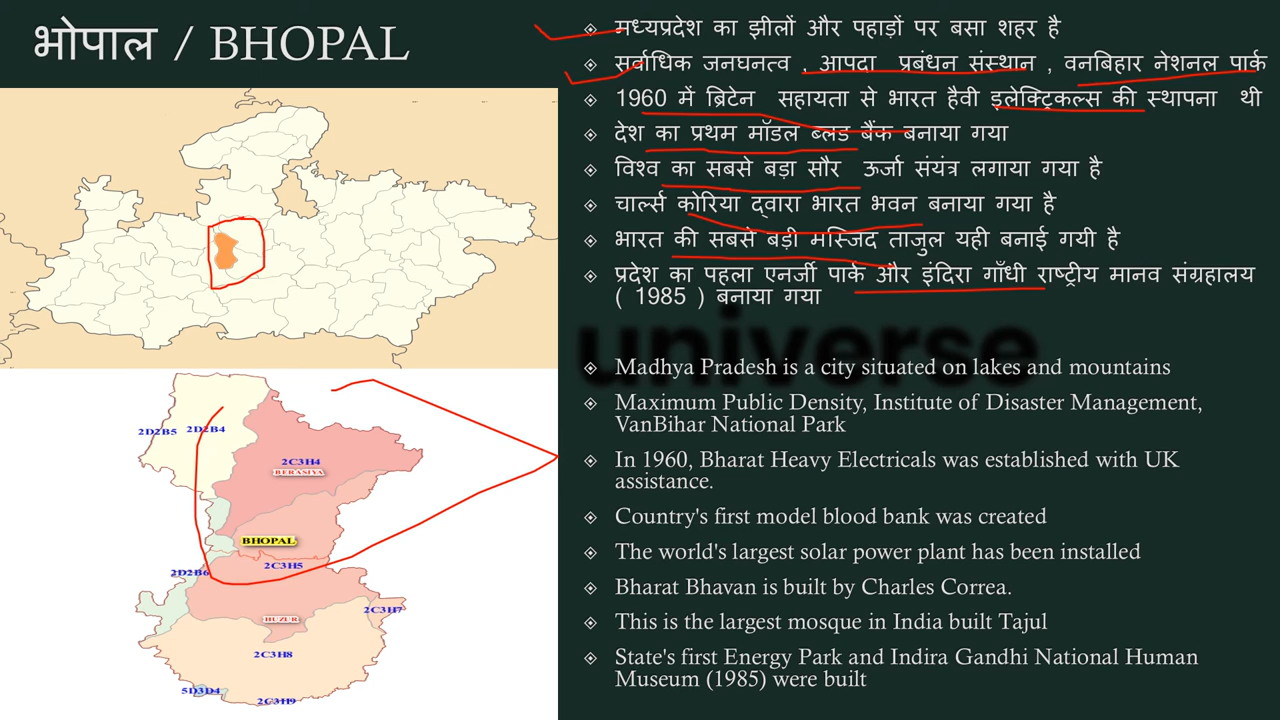 भोपाल / BHOPAL
मध्यप्रदेश का झीलों और पहाड़ों पर बसा शहर है
सर्वाधिक जनघनत्व , आपदा प्रबंधन संस्थान , वनबिहार नेशनल पार्क
1960 में ब्रिटेन सहायता से भारत हैवी इलेक्ट्रिकल्स की स्थापना थी
देश का प्रथम मॉडल ब्लड बैंक बनाया गया
विश्व का सबसे बड़ा सौर ऊर्जा संयंत्र लगाया गया है
चार्ल्स कोरिया द्वारा भारत भवन बनाया गया है
भारत की सबसे बड़ी मस्जिद ताजुल यही बनाई गयी है
प्रदेश का पहला एनर्जी पार्क और इंदिरा गाँधी राष्ट्रीय मानव संग्रहालय
( 1985 ) बनाया गया
universe
Madhya Pradesh is a city situated on lakes and mountains
Maximum Public Density, Institute of Disaster Management,
VanBihar National Park
In 1960, Bharat Heavy Electricals was established with UK
assistance.
Country's first model blood bank was created
The world's largest solar power plant has been installed
Bharat Bhavan is built by Charles Correa.
This is the largest mosque in India built Tajul
State's first Energy Park and Indira Gandhi National Human
Museum (1985) were built
2D2B5
2D2B4
2C3H4
BERASIYA
BHOPAL
2C3H5
2D2B6
2C3H7
HUZUR
2C3H8
5D3D4
2C3H9